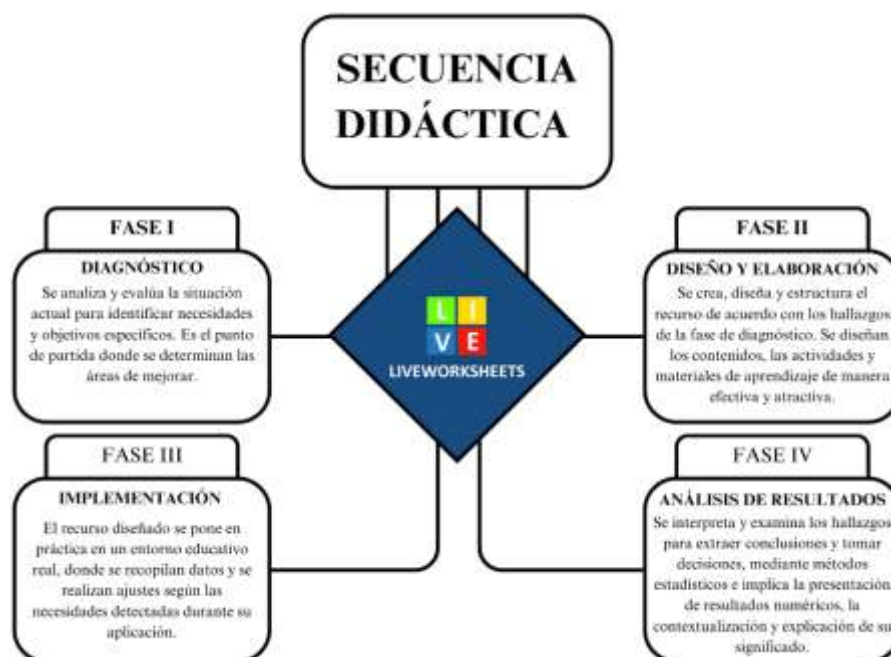 SECUENCIA
DIDÁCTICA
FASE I
DIAGNÓSTICO
Se analiza y evalúa la situación
actual para identificar necesidades
y objetivos específicos. Es el punto
de partida donde se determinan las
áreas de mejorar.
FASE II
DISEÑO Y ELABORACIÓN
Se crea, diseña y estructura el
recurso de acuerdo con los hallazgos
de la fase de diagnóstico. Se diseñan
los contenidos, las actividades y
materiales de aprendizaje de manera
efectiva y atractiva.
L I
V E
LIVEWORKSHEETS
FASE III
IMPLEMENTACIÓN
El recurso diseñado se pone en
práctica en un entorno educativo
real, donde se recopilan datos y se
realizan ajustes según las
necesidades detectadas durante su
aplicación.
FASE IV
ANÁLISIS DE RESULTADOS
Se interpreta y examina los hallazgos
para extraer conclusiones y tomar
decisiones, mediante métodos
estadísticos e implica la presentación
de resultados numéricos, la
contextualización y explicación de su
significado.